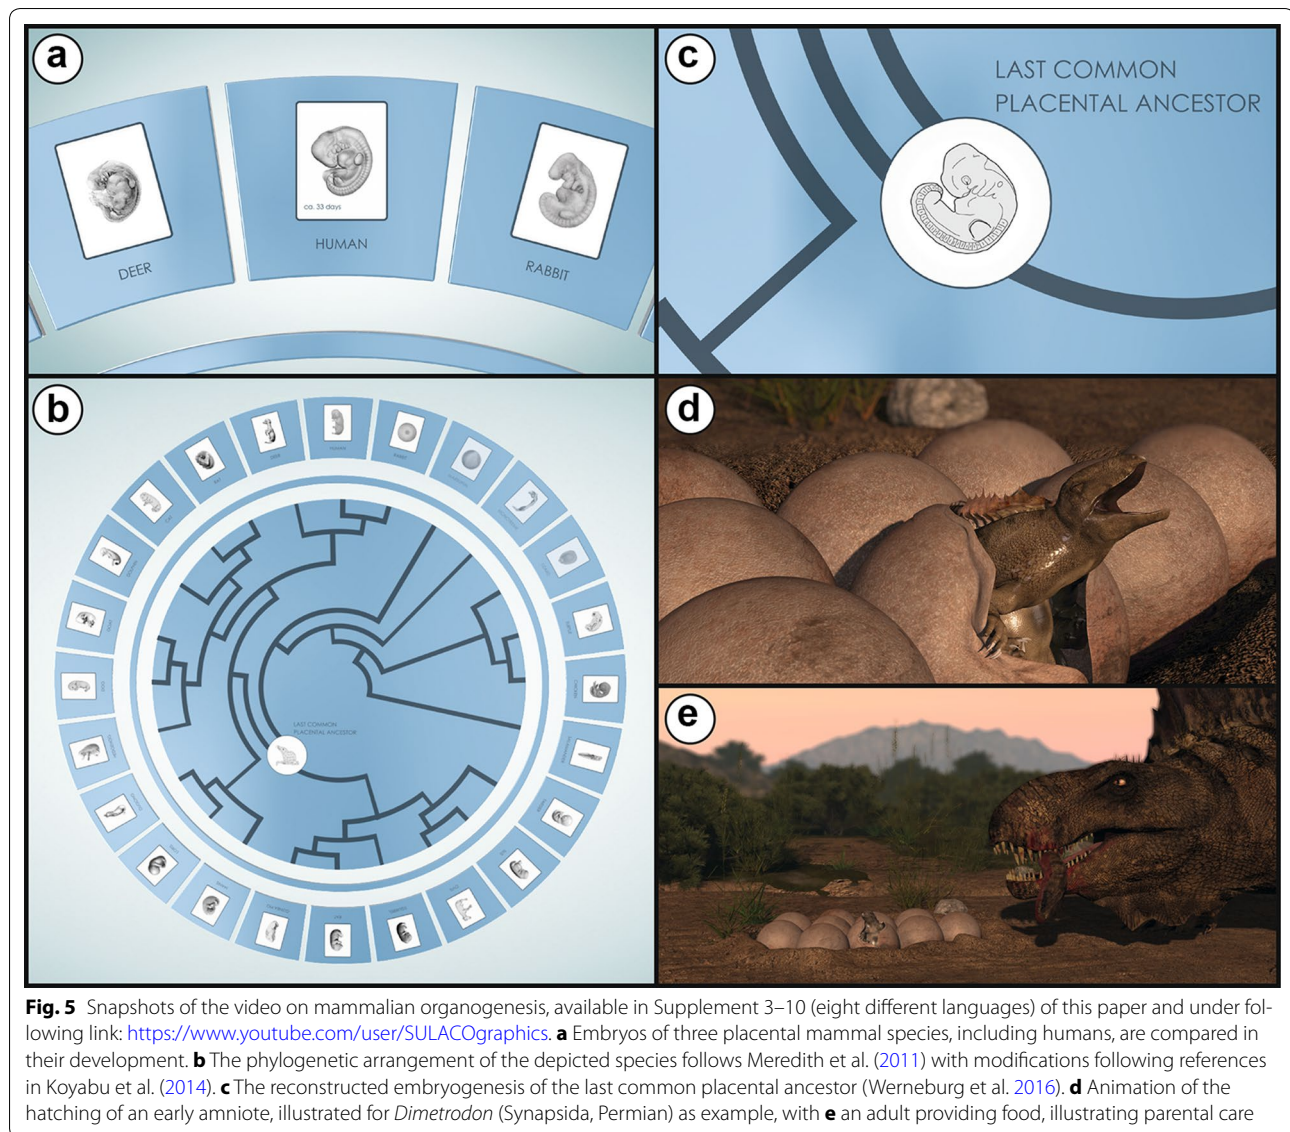 a
DEER
ca. 33 days
HUMAN
RABBIT
c
LAST COMMON
PLACENTAL ANCESTOR
b
LAST COMMON
PLACENTAL ANCESTOR
d
e
Fig. 5 Snapshots of the video on mammalian organogenesis, available in Supplement 3–10 (eight different languages) of this paper and under fol-
lowing link: https://www.youtube.com/user/SULACOgraphics. a Embryos of three placental mammal species, including humans, are compared in
their development. b The phylogenetic arrangement of the depicted species follows Meredith et al. (2011) with modifications following references
in Koyabu et al. (2014). c The reconstructed embryogenesis of the last common placental ancestor (Werneburg et al. 2016). d Animation of the
hatching of an early amniote, illustrated for Dimetrodon (Synapsida, Permian) as example, with e an adult providing food, illustrating parental care